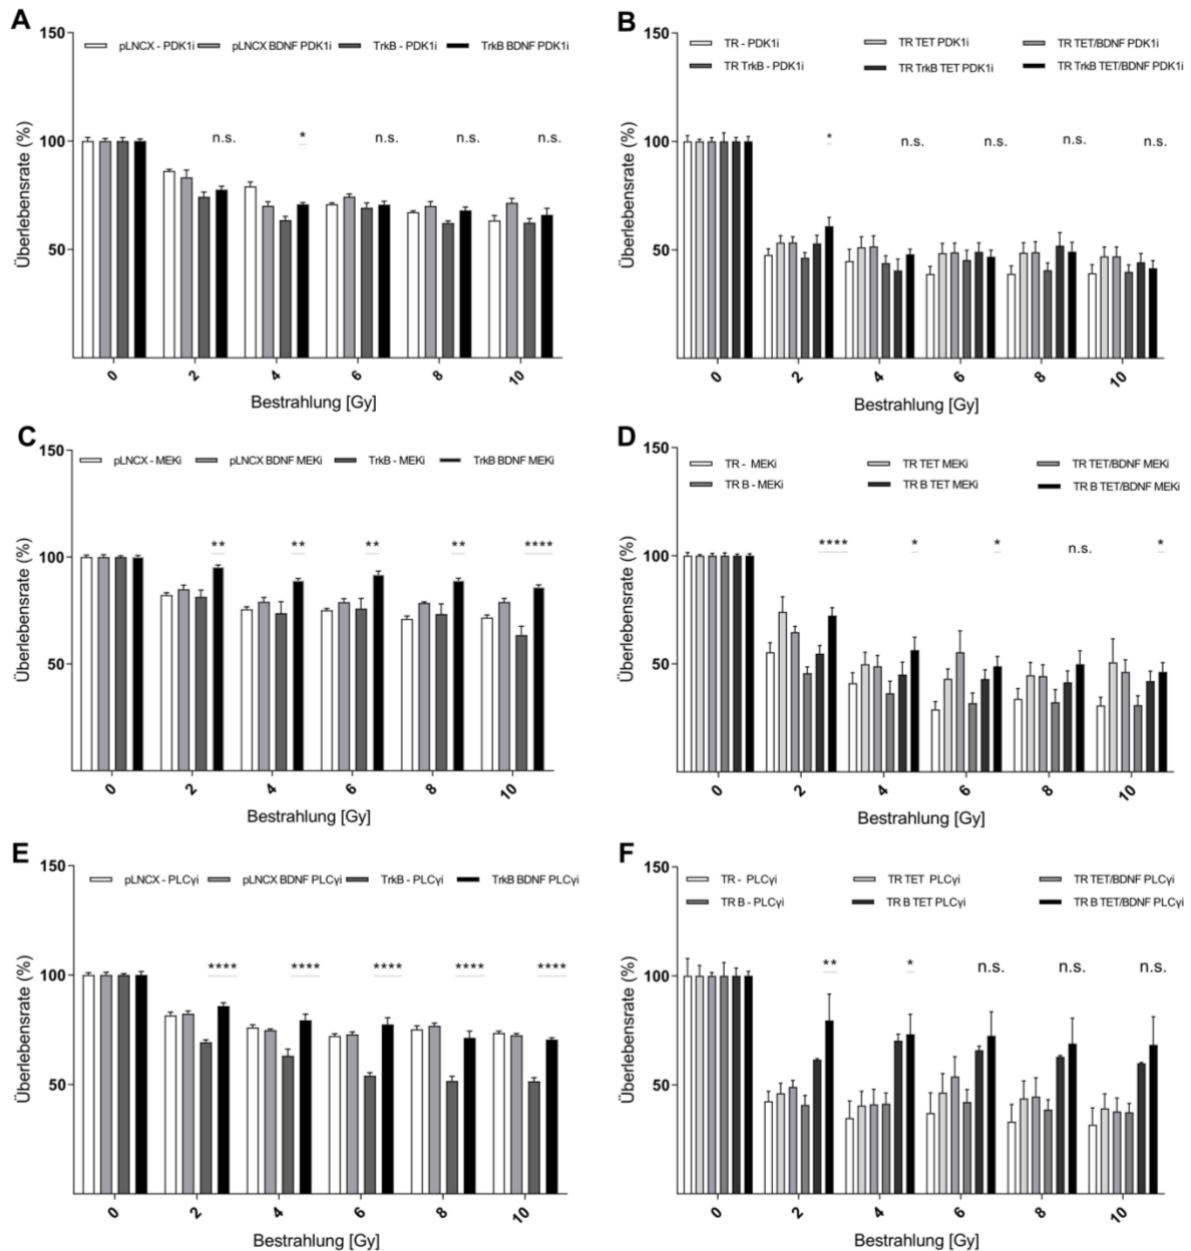 A
150
pLNCX - PDK1i pLNCX BDNF PDK1i TrkB - PDK1i TrkB BDNF PDK1i
100
50
n.s. * n.s. n.s. n.s.
Überlebensrate (%)
0 2 4 6 8 10
Bestrahlung [Gy]
B
150
TR - PDK1i TR TET PDK1i TR TET/BDNF PDK1i
TR TrkB - PDK1i TR TrkB TET PDK1i TR TrkB TET/BDNF PDK1i
100
50
* n.s. n.s. n.s. n.s.
Überlebensrate (%)
0 2 4 6 8 10
Bestrahlung [Gy]
C
150
pLNCX - MEKi pLNCX BDNF MEKi TrkB - MEKi TrkB BDNF MEKi
100
50
** ** ** ** ****
Überlebensrate (%)
0 2 4 6 8 10
Bestrahlung [Gy]
D
150
TR - MEKi TR TET MEKi TR TET/BDNF MEKi
TR B - MEKi TR B TET MEKi TR B TET/BDNF MEKi
100
50
**** * * n.s. *
Überlebensrate (%)
0 2 4 6 8 10
Bestrahlung [Gy]
E
150
pLNCX - PLCγi pLNCX BDNF PLCγi TrkB - PLCγi TrkB BDNF PLCγi
100
50
**** **** **** **** ****
Überlebensrate (%)
0 2 4 6 8 10
Bestrahlung [Gy]
F
150
TR - PLCγi TR TET PLCγi TR TET/BDNF PLCγi
TR B - PLCγi TR B TET PLCγi TR B TET/BDNF PLCγi
100
50
** * n.s. n.s. n.s.
Überlebensrate (%)
0 2 4 6 8 10
Bestrahlung [Gy]